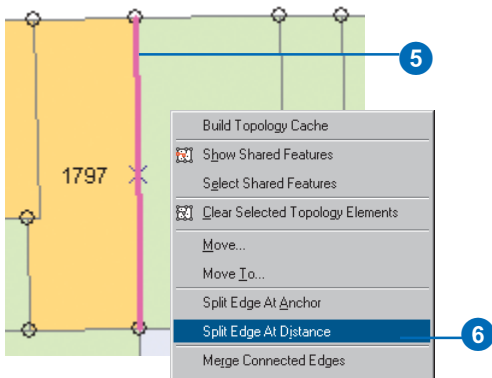 5
Build Topology Cache
Show Shared Features
Select Shared Features
1797
Clear Selected Topology Elements
Move...
Move To...
Split Edge At Anchor
Split Edge At Distance
6
Merge Connected Edges